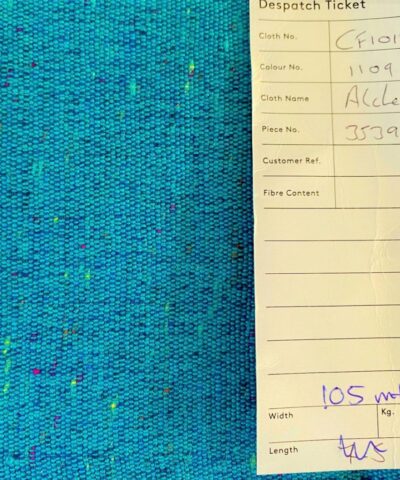 Despatch Ticket
Cloth No. CF101
Colour No. 1109
Cloth Name
Piece No. 3539
Customer Ref.
Fibre Content
105
Width Kg.
Length